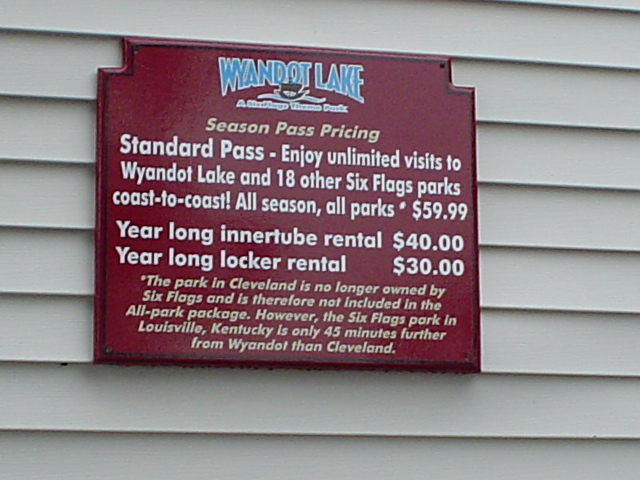 WYANDOT LAKE
A Six Flags Theme Park
Season Pass Pricing
Standard Pass - Enjoy unlimited visits to
Wyandot Lake and 18 other Six Flags parks
coast-to-coast! All season, all parks * $59.99
Year long innertube rental $40.00
Year long locker rental $30.00
*The park in Cleveland is no longer owned by
Six Flags and is therefore not included in the
All-park package. However, the Six Flags park in
Louisville, Kentucky is only 45 minutes further
from Wyandot than Cleveland.